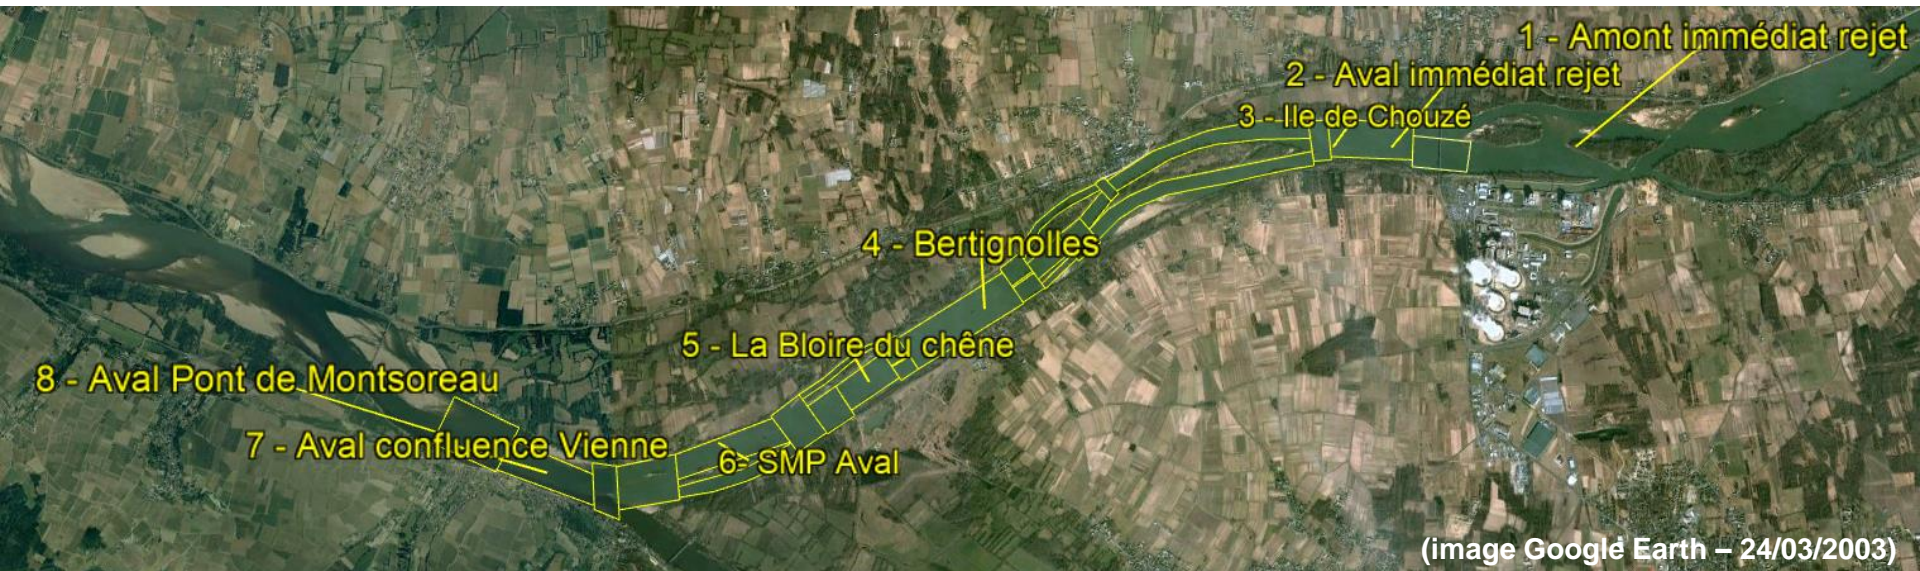 1 - Amont immédiat rejet
2 - Aval immédiat rejet
3 - Ile de Chouzé
4 - Bertignolles
5 - La Bloire du chêne
8 - Aval Pont de Montsoreau
7 - Aval confluence Vienne
6 - SMP Aval
(image Google Earth – 24/03/2003)